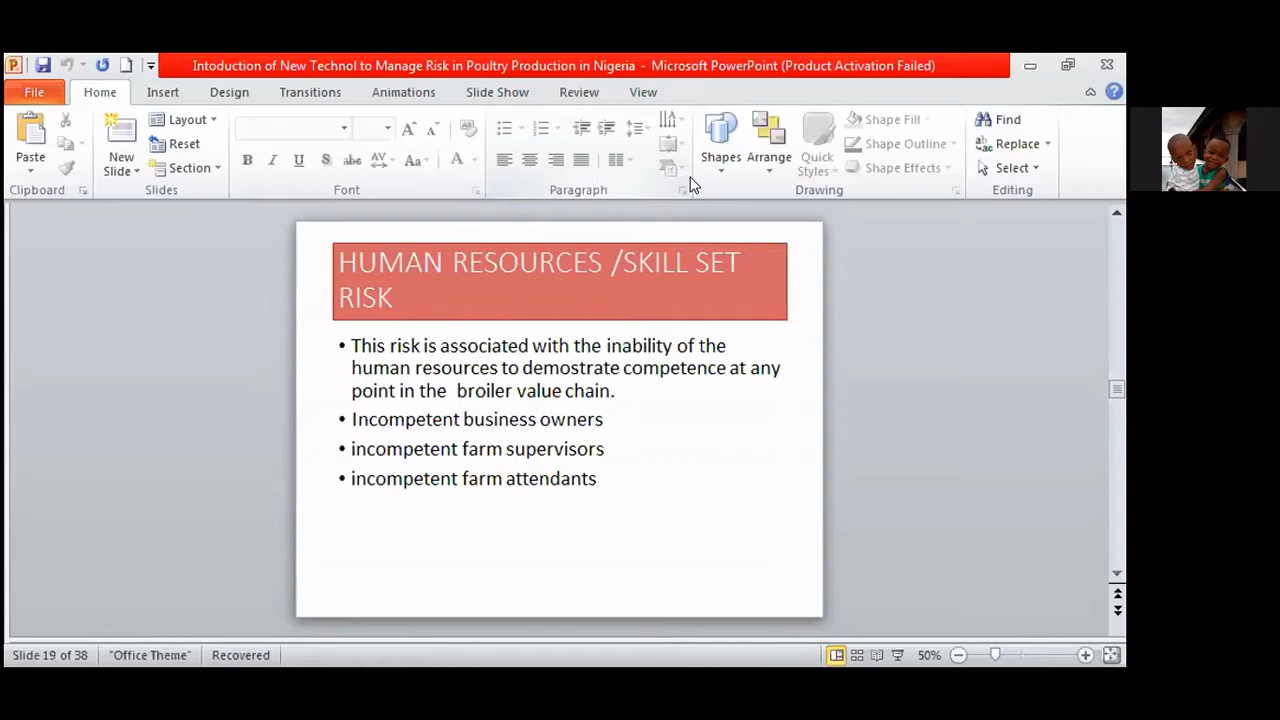 Intoduction of New Technol to Manage Risk in Poultry Production in Nigeria - Microsoft PowerPoint (Product Activation Failed)
File Home Insert Design Transitions Animations Slide Show Review View
Paste
Clipboard
New Slide
Layout
Reset
Section
Slides
B I U S abc AV Aa A
Font
Paragraph
Shapes
Arrange
Quick Styles
Shape Fill
Shape Outline
Shape Effects
Drawing
Find
Replace
Select
Editing
HUMAN RESOURCES /SKILL SET
RISK
• This risk is associated with the inability of the
human resources to demostrate competence at any
point in the broiler value chain.
• Incompetent business owners
• incompetent farm supervisors
• incompetent farm attendants
Slide 19 of 38 "Office Theme" Recovered 50%